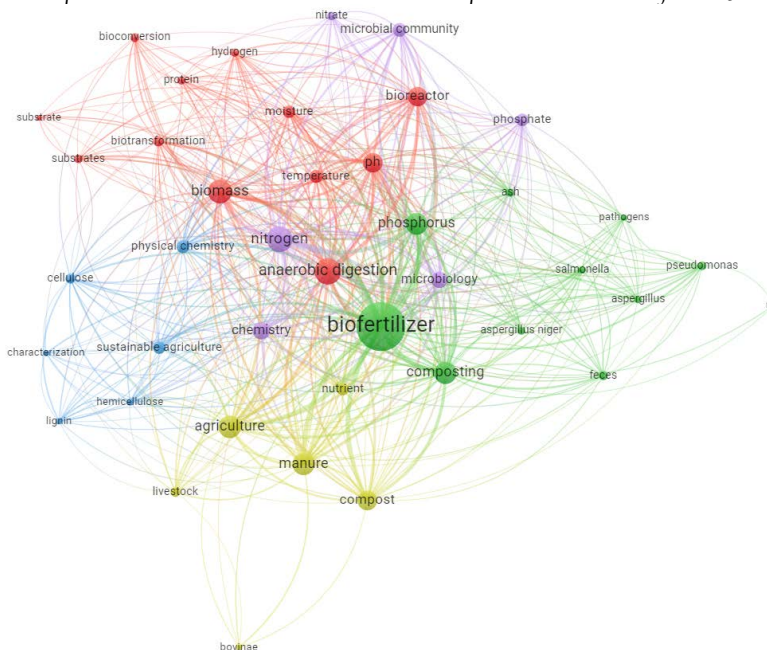 nitrate
microbial community
bioconversion
hydrogen
protein
bioreactor
moisture
substrate
phosphate
biotransformation
substrates
ph
temperature
biomass
ash
pathogens
phosphorus
nitrogen
physical chemistry
anaerobic digestion
microbiology
salmonella
pseudomonas
cellulose
aspergillus
biofertilizer
chemistry
aspergillus niger
sustainable agriculture
characterization
composting
feces
nutrient
hemicellulose
lignin
agriculture
manure
livestock
compost
bovinae